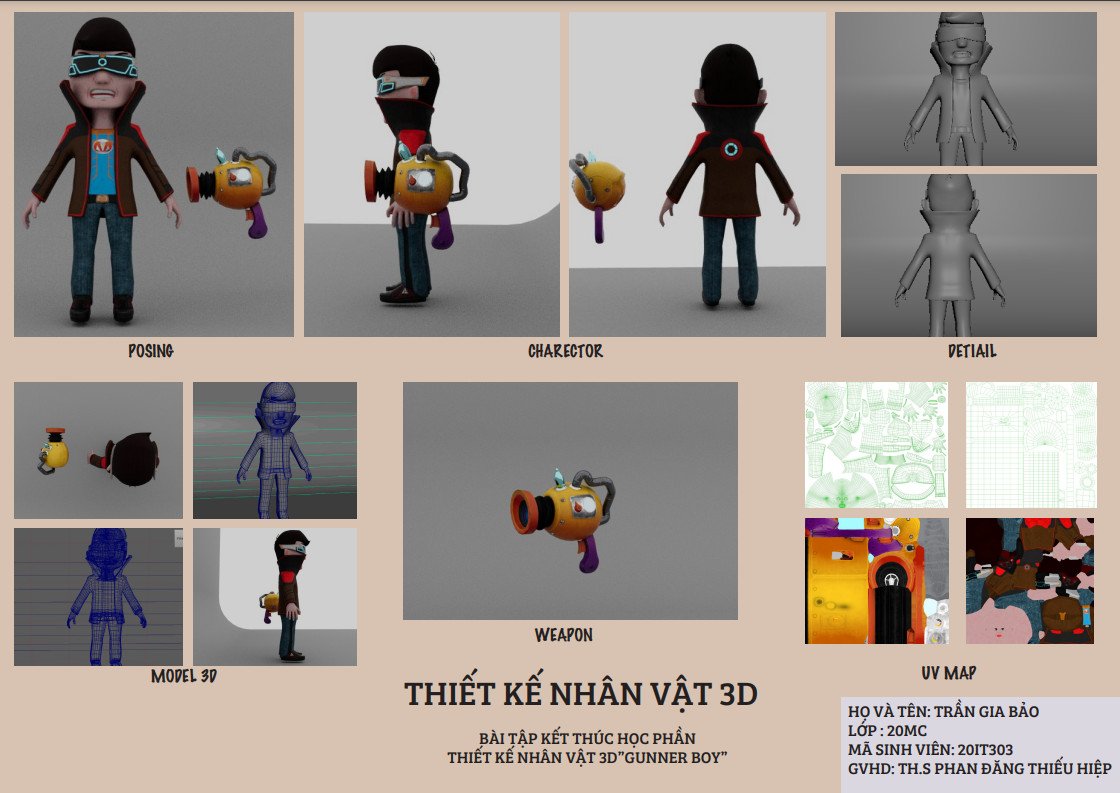 POSING
CHARECTOR
DETIAIL
MODEL 3D
WEAPON
UV MAP
THIẾT KẾ NHÂN VẬT 3D
BÀI TẬP KẾT THÚC HỌC PHẦN
THIẾT KẾ NHÂN VẬT 3D”GUNNER BOY”
HỌ VÀ TÊN: TRẦN GIA BẢO
LỚP : 20MC
MÃ SINH VIÊN: 20IT303
GVHD: TH.S PHAN ĐĂNG THIẾU HIỆP